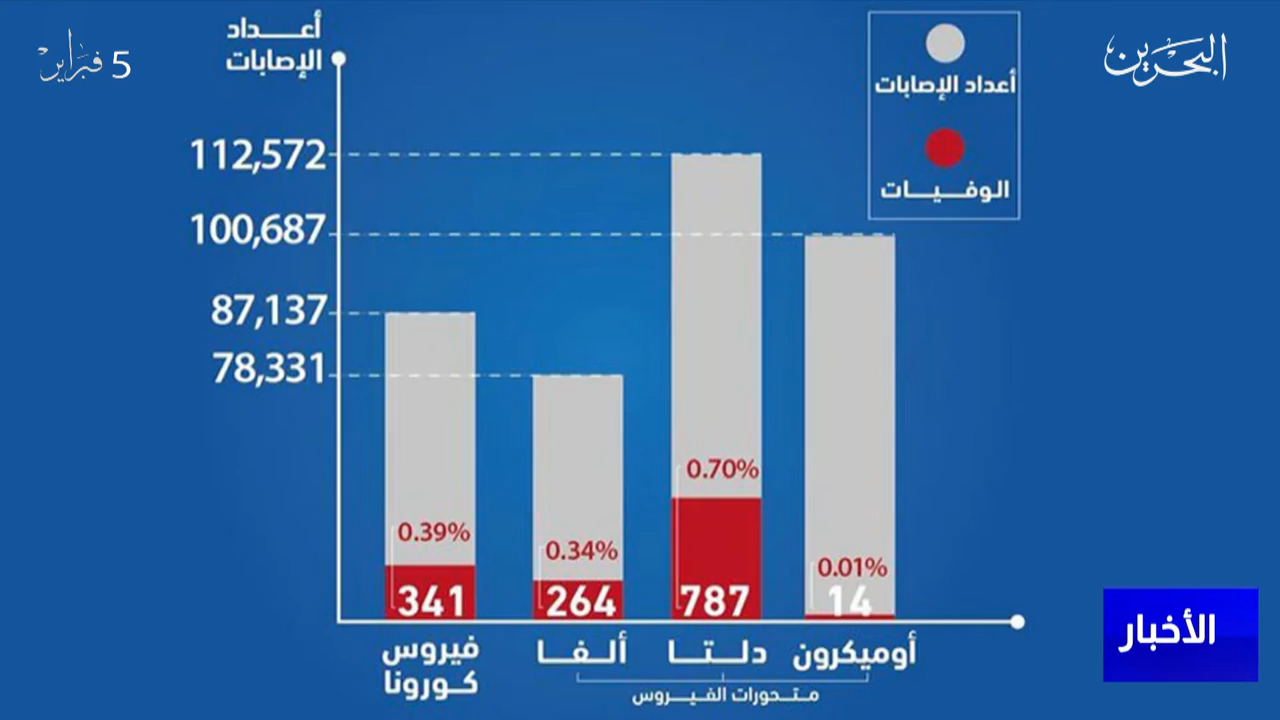 البحرين
5 فبراير
أعداد الإصابات
الوفيات
أعداد
الإصابات
112,572
100,687
87,137
78,331
0.39%
0.34%
0.70%
0.01%
341
264
787
14
فيروس
كورونا
ألفا
دلتا
أوميكرون
متحورات الفيروس
الأخبار